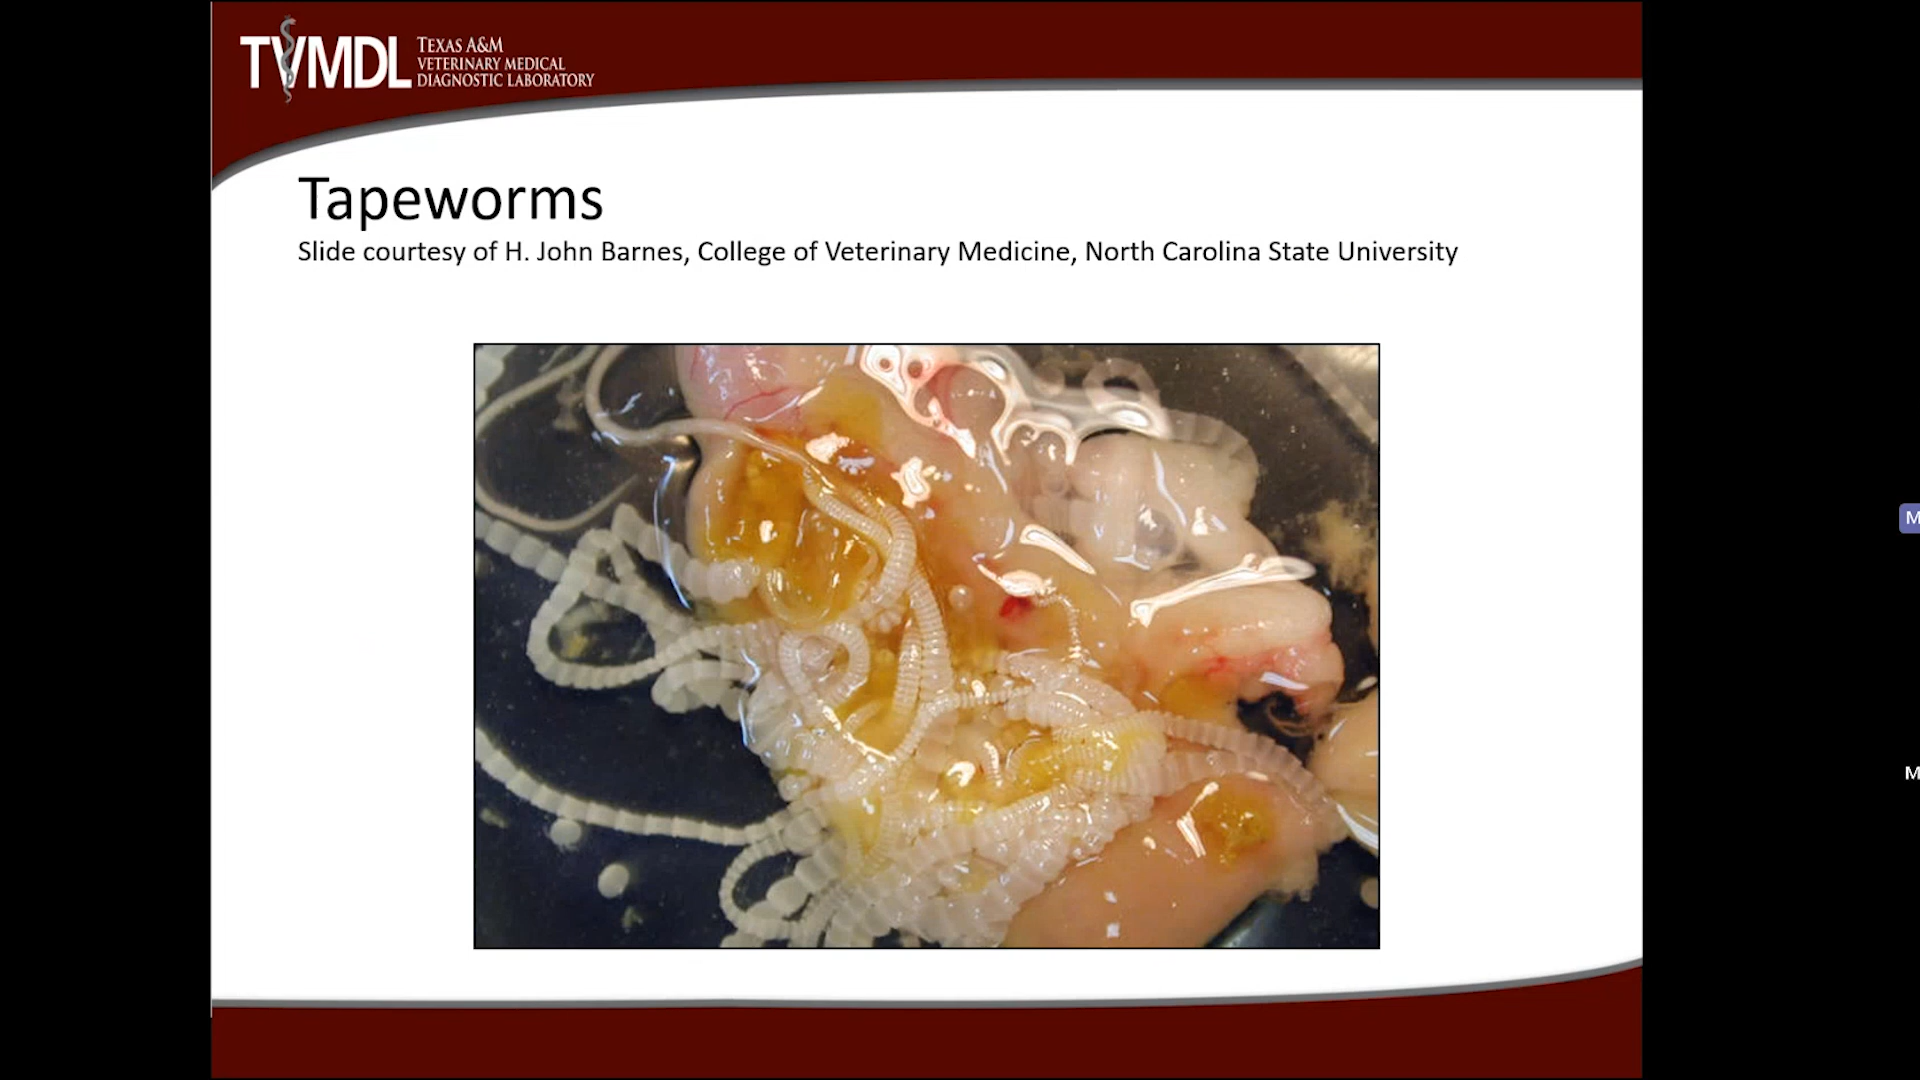 TVMDL
TEXAS A&M
VETERINARY MEDICAL
DIAGNOSTIC LABORATORY
Tapeworms
Slide courtesy of H. John Barnes, College of Veterinary Medicine, North Carolina State University
M
M